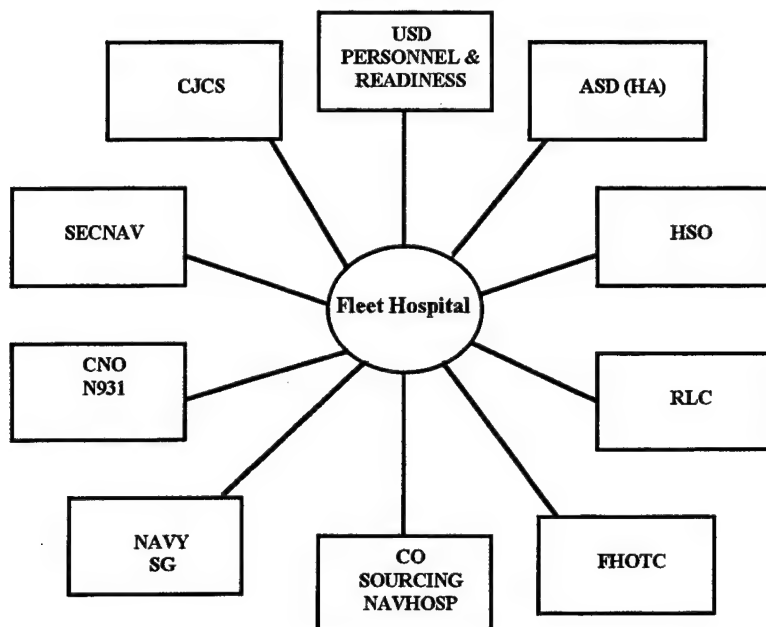 USD
PERSONNEL &
READINESS
CJCS
ASD (HA)
SECNAV
HSO
Fleet Hospital
CNO
N931
RLC
NAVY
SG
CO
SOURCING
NAVHOSP
FHOTC